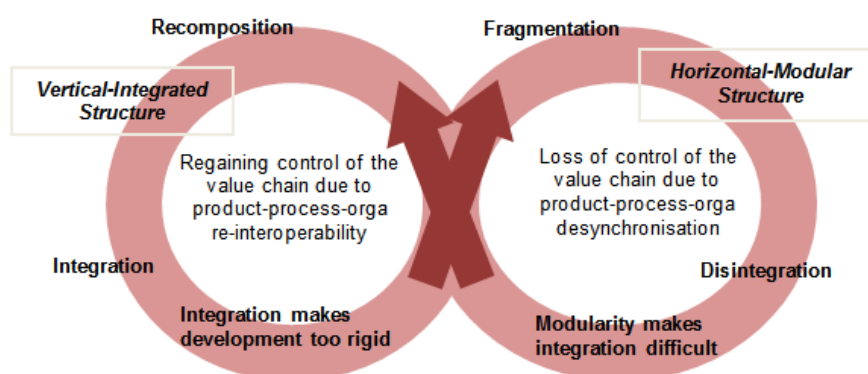 Recomposition
Vertical-Integrated
Structure
Regaining control of the
value chain due to
product-process-orga
re-interoperability
Integration
Integration makes
development too rigid
Fragmentation
Horizontal-Modular
Structure
Loss of control of the
value chain due to
product-process-orga
desynchronisation
Disintegration
Modularity makes
integration difficult